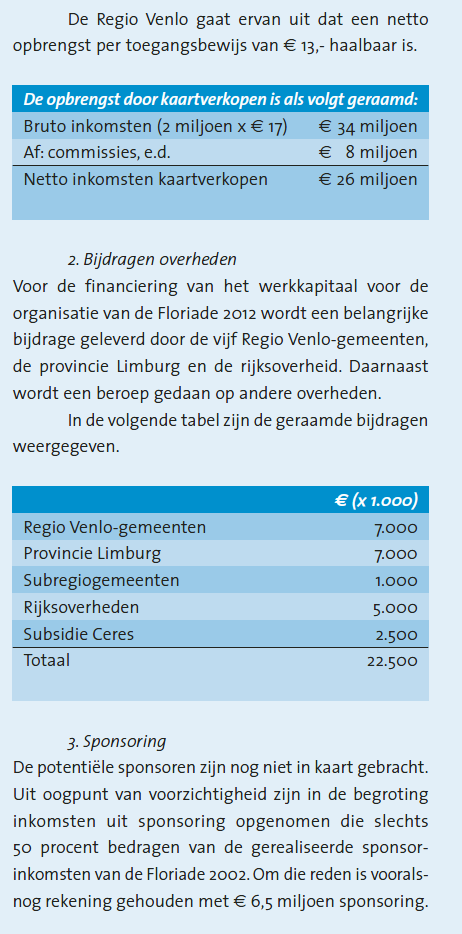 De Regio Venlo gaat ervan uit dat een netto
opbrengst per toegangsbewijs van € 13,- haalbaar is.
De opbrengst door kaartverkopen is als volgt geraamd:
Bruto inkomsten (2 miljoen x € 17) € 34 miljoen
Af: commissies, e.d. € 8 miljoen
Netto inkomsten kaartverkopen € 26 miljoen
2. Bijdragen overheden
Voor de financiering van het werkkapitaal voor de
organisatie van de Floriade 2012 wordt een belangrijke
bijdrage geleverd door de vijf Regio Venlo-gemeenten,
de provincie Limburg en de rijksoverheid. Daarnaast
wordt een beroep gedaan op andere overheden.
In de volgende tabel zijn de geraamde bijdragen
weergegeven.
€ (x 1.000)
Regio Venlo-gemeenten 7.000
Provincie Limburg 7.000
Subregiogemeenten 1.000
Rijksoverheden 5.000
Subsidie Ceres 2.500
Totaal 22.500
3. Sponsoring
De potentiële sponsoren zijn nog niet in kaart gebracht.
Uit oogpunt van voorzichtigheid zijn in de begroting
inkomsten uit sponsoring opgenomen die slechts
50 procent bedragen van de gerealiseerde sponsor-
inkomsten van de Floriade 2002. Om die reden is voorals-
nog rekening gehouden met € 6,5 miljoen sponsoring.